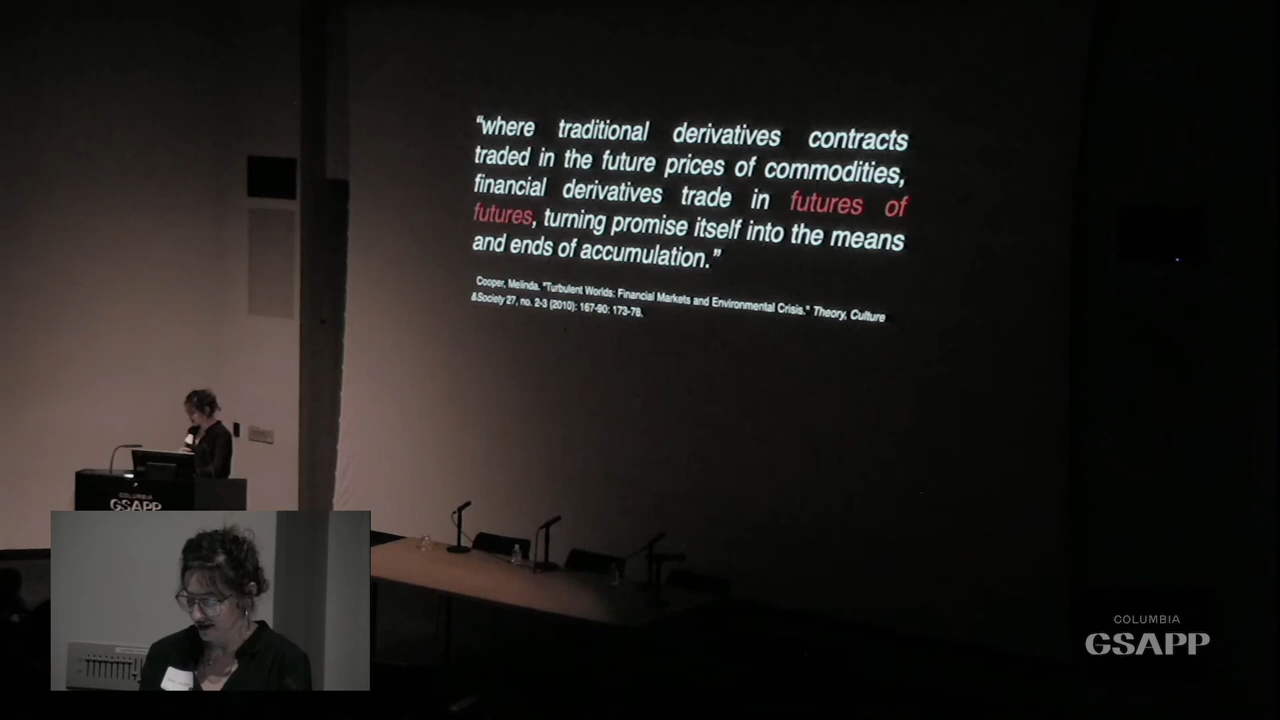 “where traditional derivatives contracts
traded in the future prices of commodities,
financial derivatives trade in futures of
futures, turning promise itself into the means
and ends of accumulation.”
Cooper, Melinda. "Turbulent Worlds: Financial Markets and Environmental Crisis." Theory, Culture
&Society 27, no. 2-3 (2010): 167-90: 173-78.
COLUMBIA
GSAPP
COLUMBIA
GSAPP